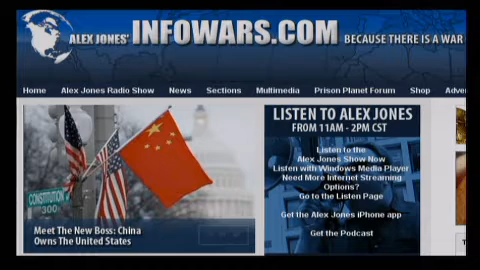 ALEX JONES' INFOWARS.COM BECAUSE THERE IS A WAR
Home Alex Jones Radio Show News Sections Multimedia Prison Planet Forum Shop Adver
CONSTITUTION
300
Meet The New Boss: China
Owns The United States
LISTEN TO ALEX JONES
FROM 11AM - 2PM CST
Listen to the
Alex Jones Show Now
Listen with Windows Media Player
Need More Internet Streaming
Options?
Go to the Listen Page
Get the Alex Jones iPhone app
Get the Podcast